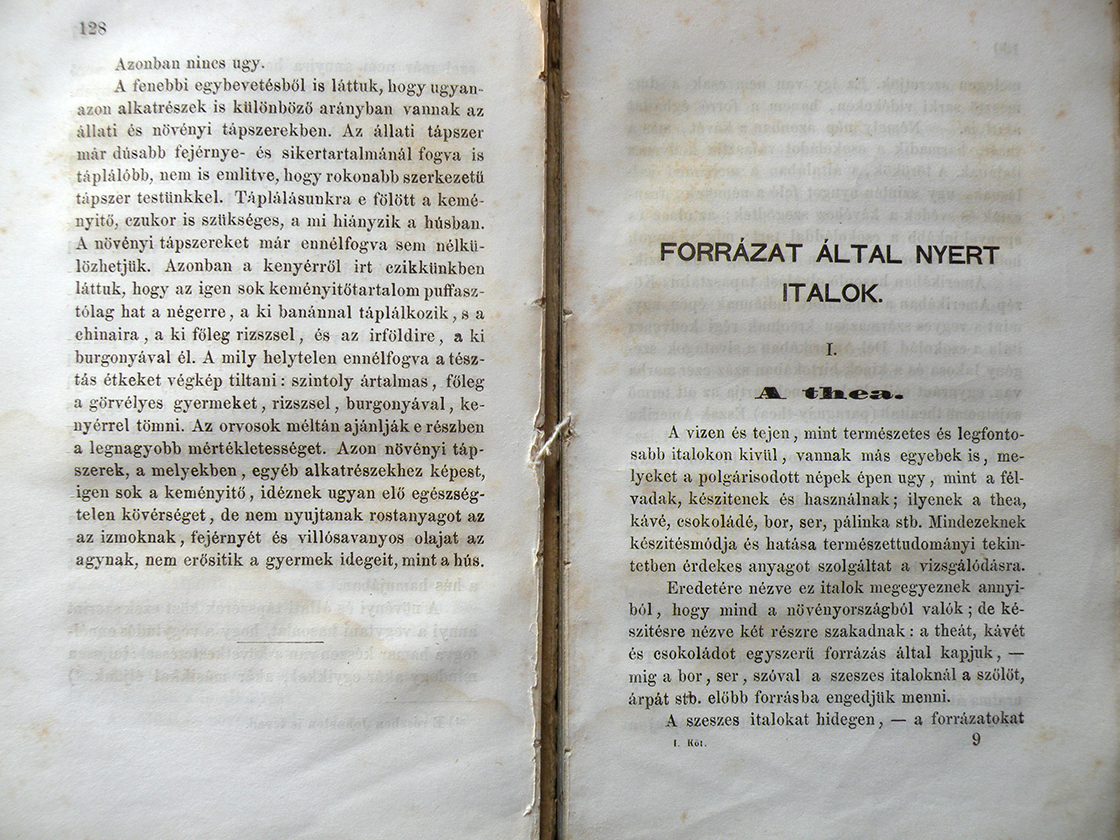 128
Azonban nincs ugy.
A fenebbi egybevetésből is láttuk, hogy ugyan-
azon alkatrészek is különböző arányban vannak az
állati és növényi tápszerekben. Az állati tápszer
már dúsabb fejérnye- és sikertartalmánál fogva is
táplálóbb, nem is emlitve, hogy rokonabb szerkezetű
tápszer testünkkel. Táplálásunkra e fölött a kemé-
nyitő, czukor is szükséges, a mi hiányzik a húsban.
A növényi tápszereket már ennélfogva sem nélkü-
lözhetjük. Azonban a kenyérről irt czikkünkben
láttuk, hogy az igen sok keményitőtartalom puffasz-
tólag hat a négerre, a ki banánnal táplálkozik, s a
chinaira, a ki főleg rizszsel, és az irföldire, a ki
burgonyával él. A mily helytelen ennélfogva a tész-
tás étkeket végkép tiltani: szintoly ártalmas, főleg
a görvélyes gyermeket, rizszsel, burgonyával, ke-
nyérrel tömni. Az orvosok méltán ajánlják e részben
a legnagyobb mértékletességet. Azon növényi táp-
szerek, a melyekben, egyéb alkatrészekhez képest,
igen sok a keményitő, idéznek ugyan elő egészség-
telen kövérséget, de nem nyujtanak rostanyagot az
az izmoknak, fejérnyét és villósavanyos olajat az
agynak, nem erősitik a gyermek idegeit, mint a hús.
FORRÁZAT ÁLTAL NYERT
ITALOK.
I.
A thea.
A vizen és tejen, mint természetes és legfonto-
sabb italokon kivül, vannak más egyebek is, me-
lyeket a polgárisodott népek épen ugy, mint a fél-
vadak, készitenek és használnak; ilyenek a thea,
kávé, csokoládé, bor, ser, pálinka stb. Mindezeknek
készitésmódja és hatása természettudományi tekin-
tetben érdekes anyagot szolgáltat a vizsgálódásra.
Eredetére nézve ez italok megegyeznek annyi-
ból, hogy mind a növényországból valók; de ké-
szitésre nézve két részre szakadnak: a theát, kávét
és csokoládot egyszerű forrázás által kapjuk, —
mig a bor, ser, szóval a szeszes italoknál a szőlőt,
árpát stb. előbb forrásba engedjük menni.
A szeszes italokat hidegen, — a forrázatokat
I. Köt.
9